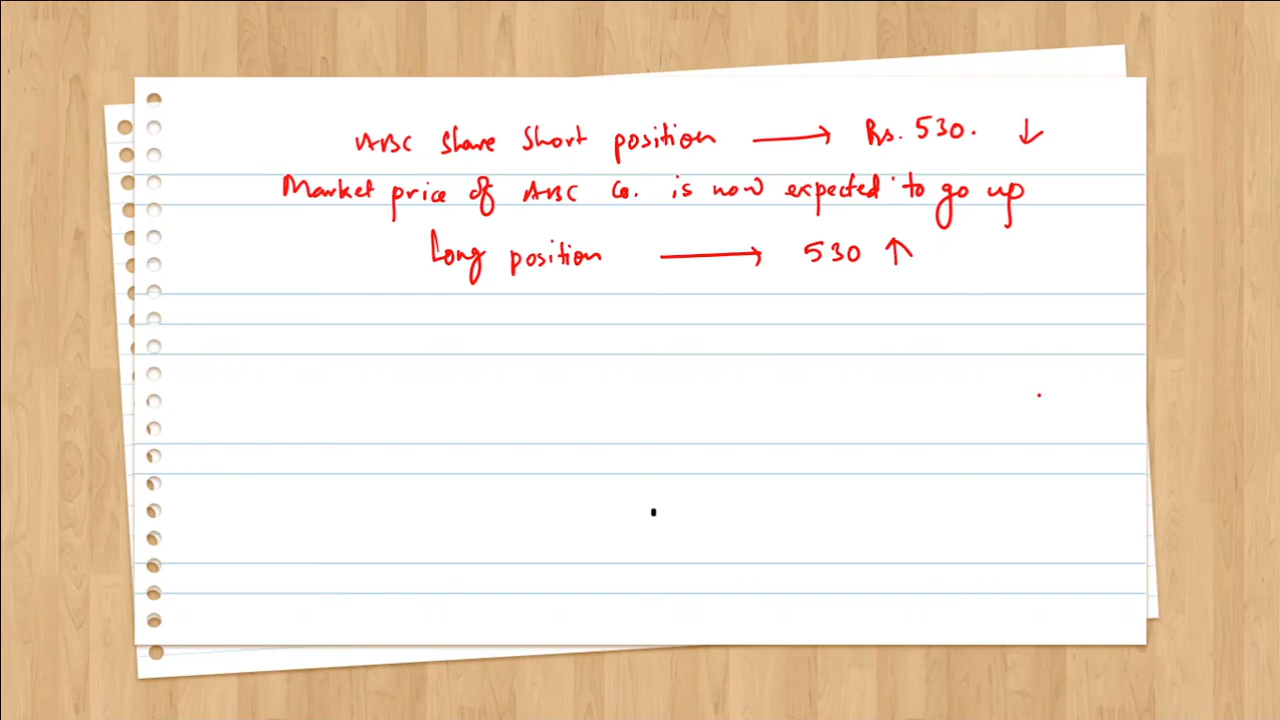 ABC Share Short position → Rs. 530. ↓
Market price of ABC Co. is now expected to go up
Long position → 530 ↑